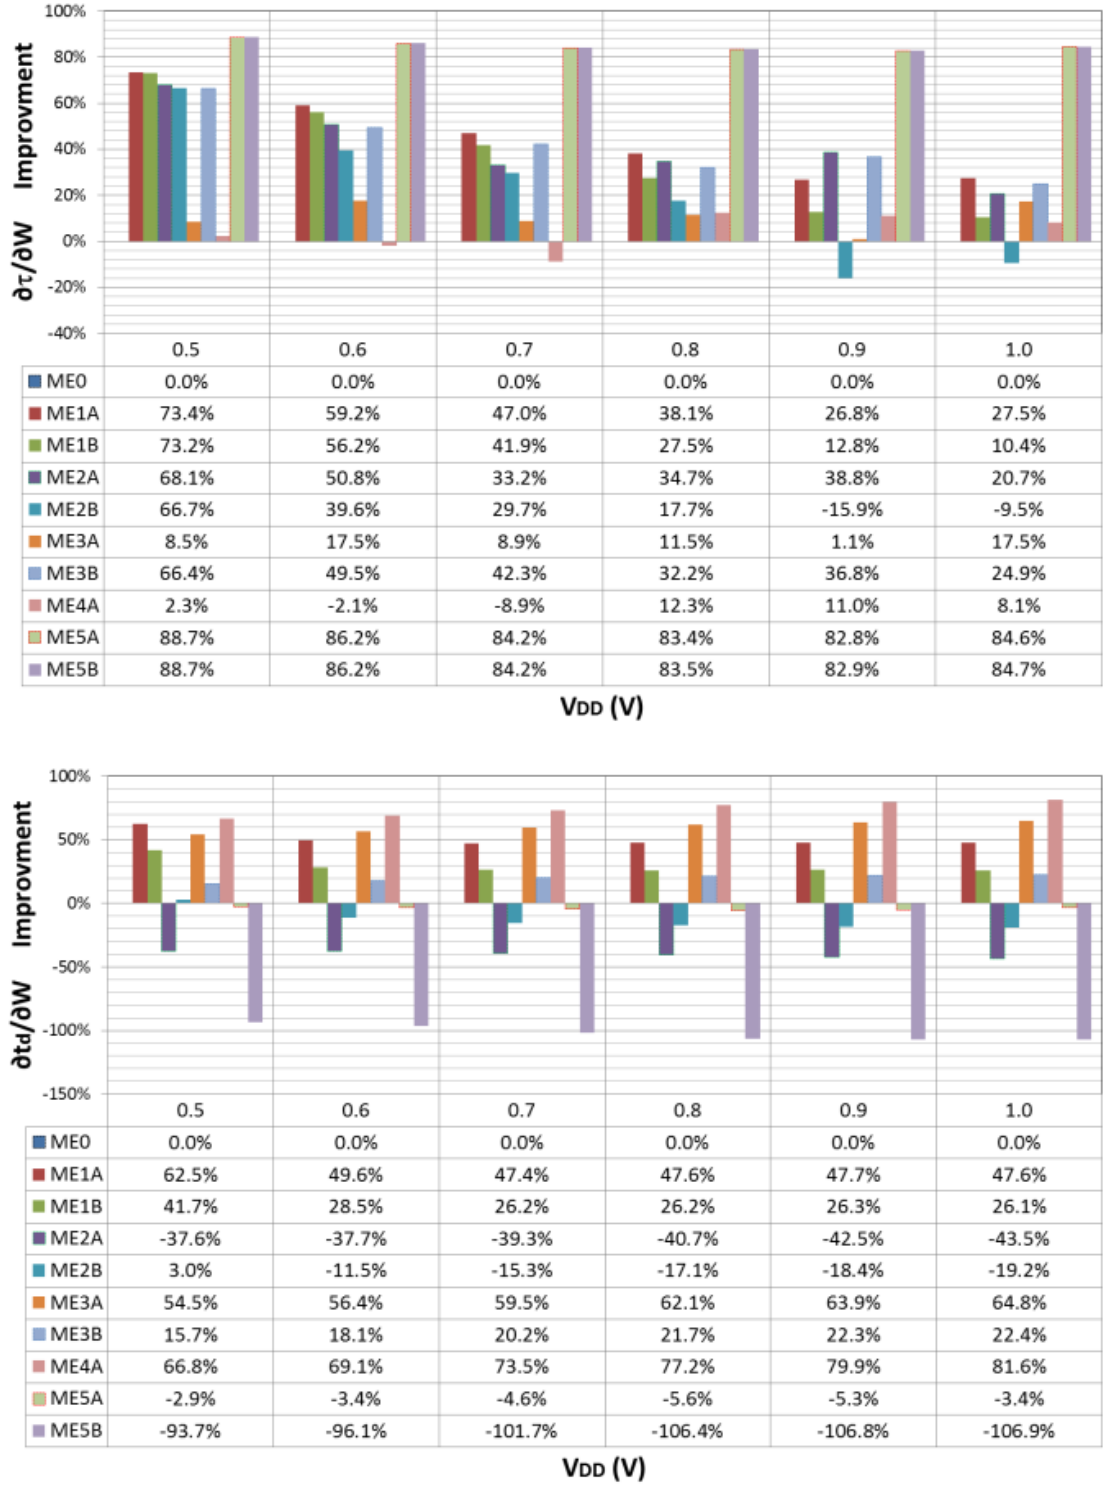 100%
80%
60%
40%
20%
0%
-20%
-40%
∂τ/∂W Improvment
0.5 0.6 0.7 0.8 0.9 1.0
ME0 0.0% 0.0% 0.0% 0.0% 0.0% 0.0%
ME1A 73.4% 59.2% 47.0% 38.1% 26.8% 27.5%
ME1B 73.2% 56.2% 41.9% 27.5% 12.8% 10.4%
ME2A 68.1% 50.8% 33.2% 34.7% 38.8% 20.7%
ME2B 66.7% 39.6% 29.7% 17.7% -15.9% -9.5%
ME3A 8.5% 17.5% 8.9% 11.5% 1.1% 17.5%
ME3B 66.4% 49.5% 42.3% 32.2% 36.8% 24.9%
ME4A 2.3% -2.1% -8.9% 12.3% 11.0% 8.1%
ME5A 88.7% 86.2% 84.2% 83.4% 82.8% 84.6%
ME5B 88.7% 86.2% 84.2% 83.5% 82.9% 84.7%
VDD (V)
100%
50%
0%
-50%
-100%
-150%
∂td/∂W Improvment
0.5 0.6 0.7 0.8 0.9 1.0
ME0 0.0% 0.0% 0.0% 0.0% 0.0% 0.0%
ME1A 62.5% 49.6% 47.4% 47.6% 47.7% 47.6%
ME1B 41.7% 28.5% 26.2% 26.2% 26.3% 26.1%
ME2A -37.6% -37.7% -39.3% -40.7% -42.5% -43.5%
ME2B 3.0% -11.5% -15.3% -17.1% -18.4% -19.2%
ME3A 54.5% 56.4% 59.5% 62.1% 63.9% 64.8%
ME3B 15.7% 18.1% 20.2% 21.7% 22.3% 22.4%
ME4A 66.8% 69.1% 73.5% 77.2% 79.9% 81.6%
ME5A -2.9% -3.4% -4.6% -5.6% -5.3% -3.4%
ME5B -93.7% -96.1% -101.7% -106.4% -106.8% -106.9%
VDD (V)